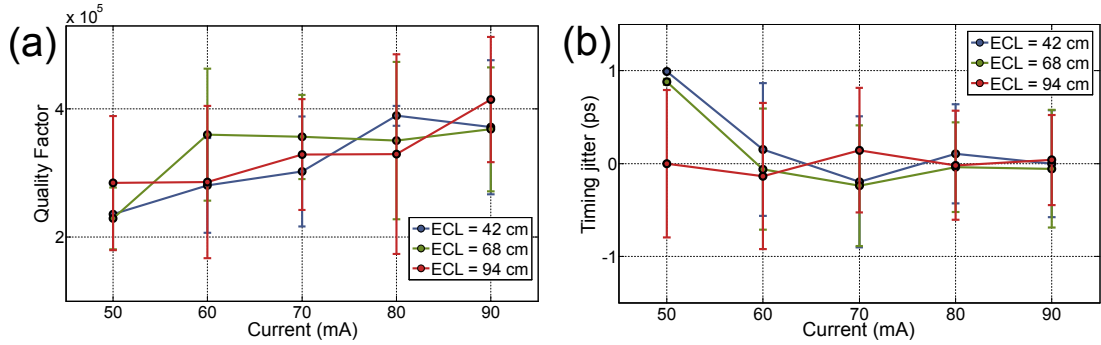 (a)
x 10⁵
Quality Factor
4
2
ECL = 42 cm
ECL = 68 cm
ECL = 94 cm
50 60 70 80 90
Current (mA)
(b)
Timing jitter (ps)
1
0
-1
ECL = 42 cm
ECL = 68 cm
ECL = 94 cm
50 60 70 80 90
Current (mA)